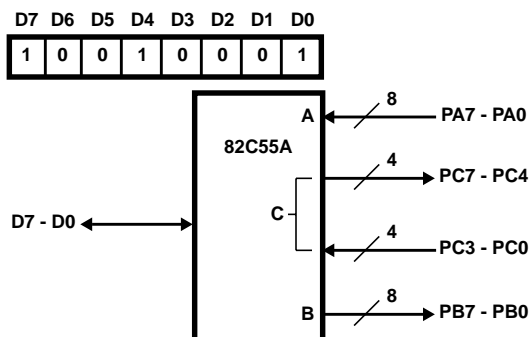 D7 D6 D5 D4 D3 D2 D1 D0
1 0 0 1 0 0 0 1
A 8 PA7 - PA0
82C55A
4 PC7 - PC4
C
D7 - D0
4 PC3 - PC0
B 8 PB7 - PB0